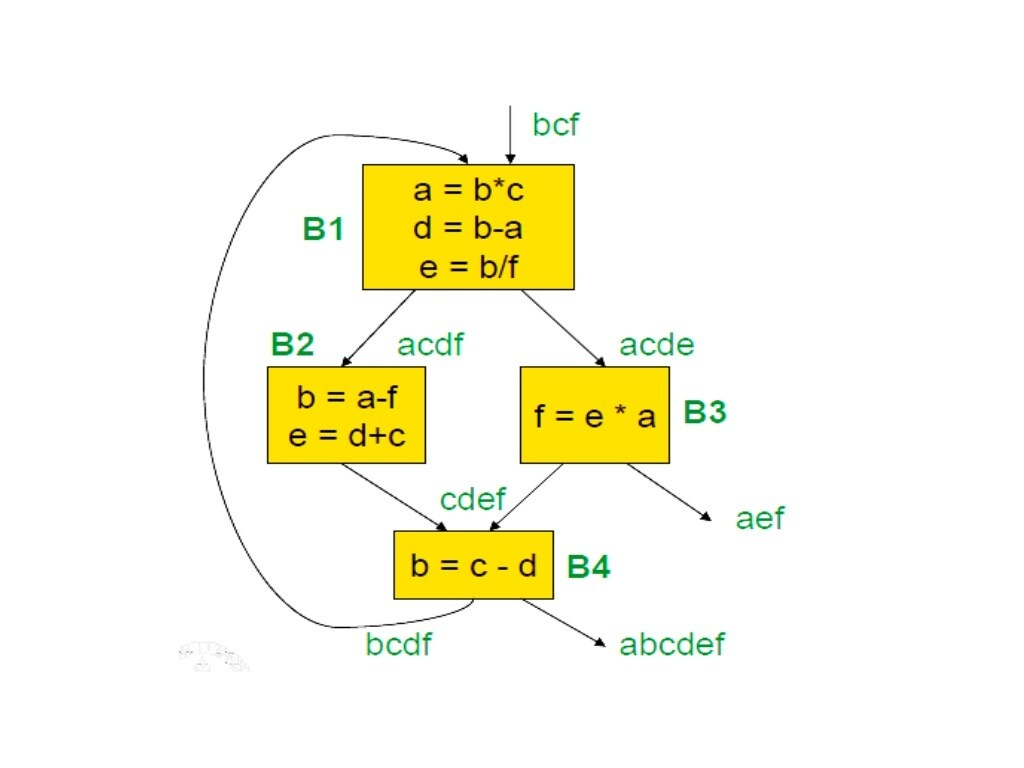 bcf
B1
a = b*c
d = b-a
e = b/f
B2
acdf
acde
b = a-f
e = d+c
f = e * a
B3
cdef
aef
b = c - d
B4
bcdf
abcdef